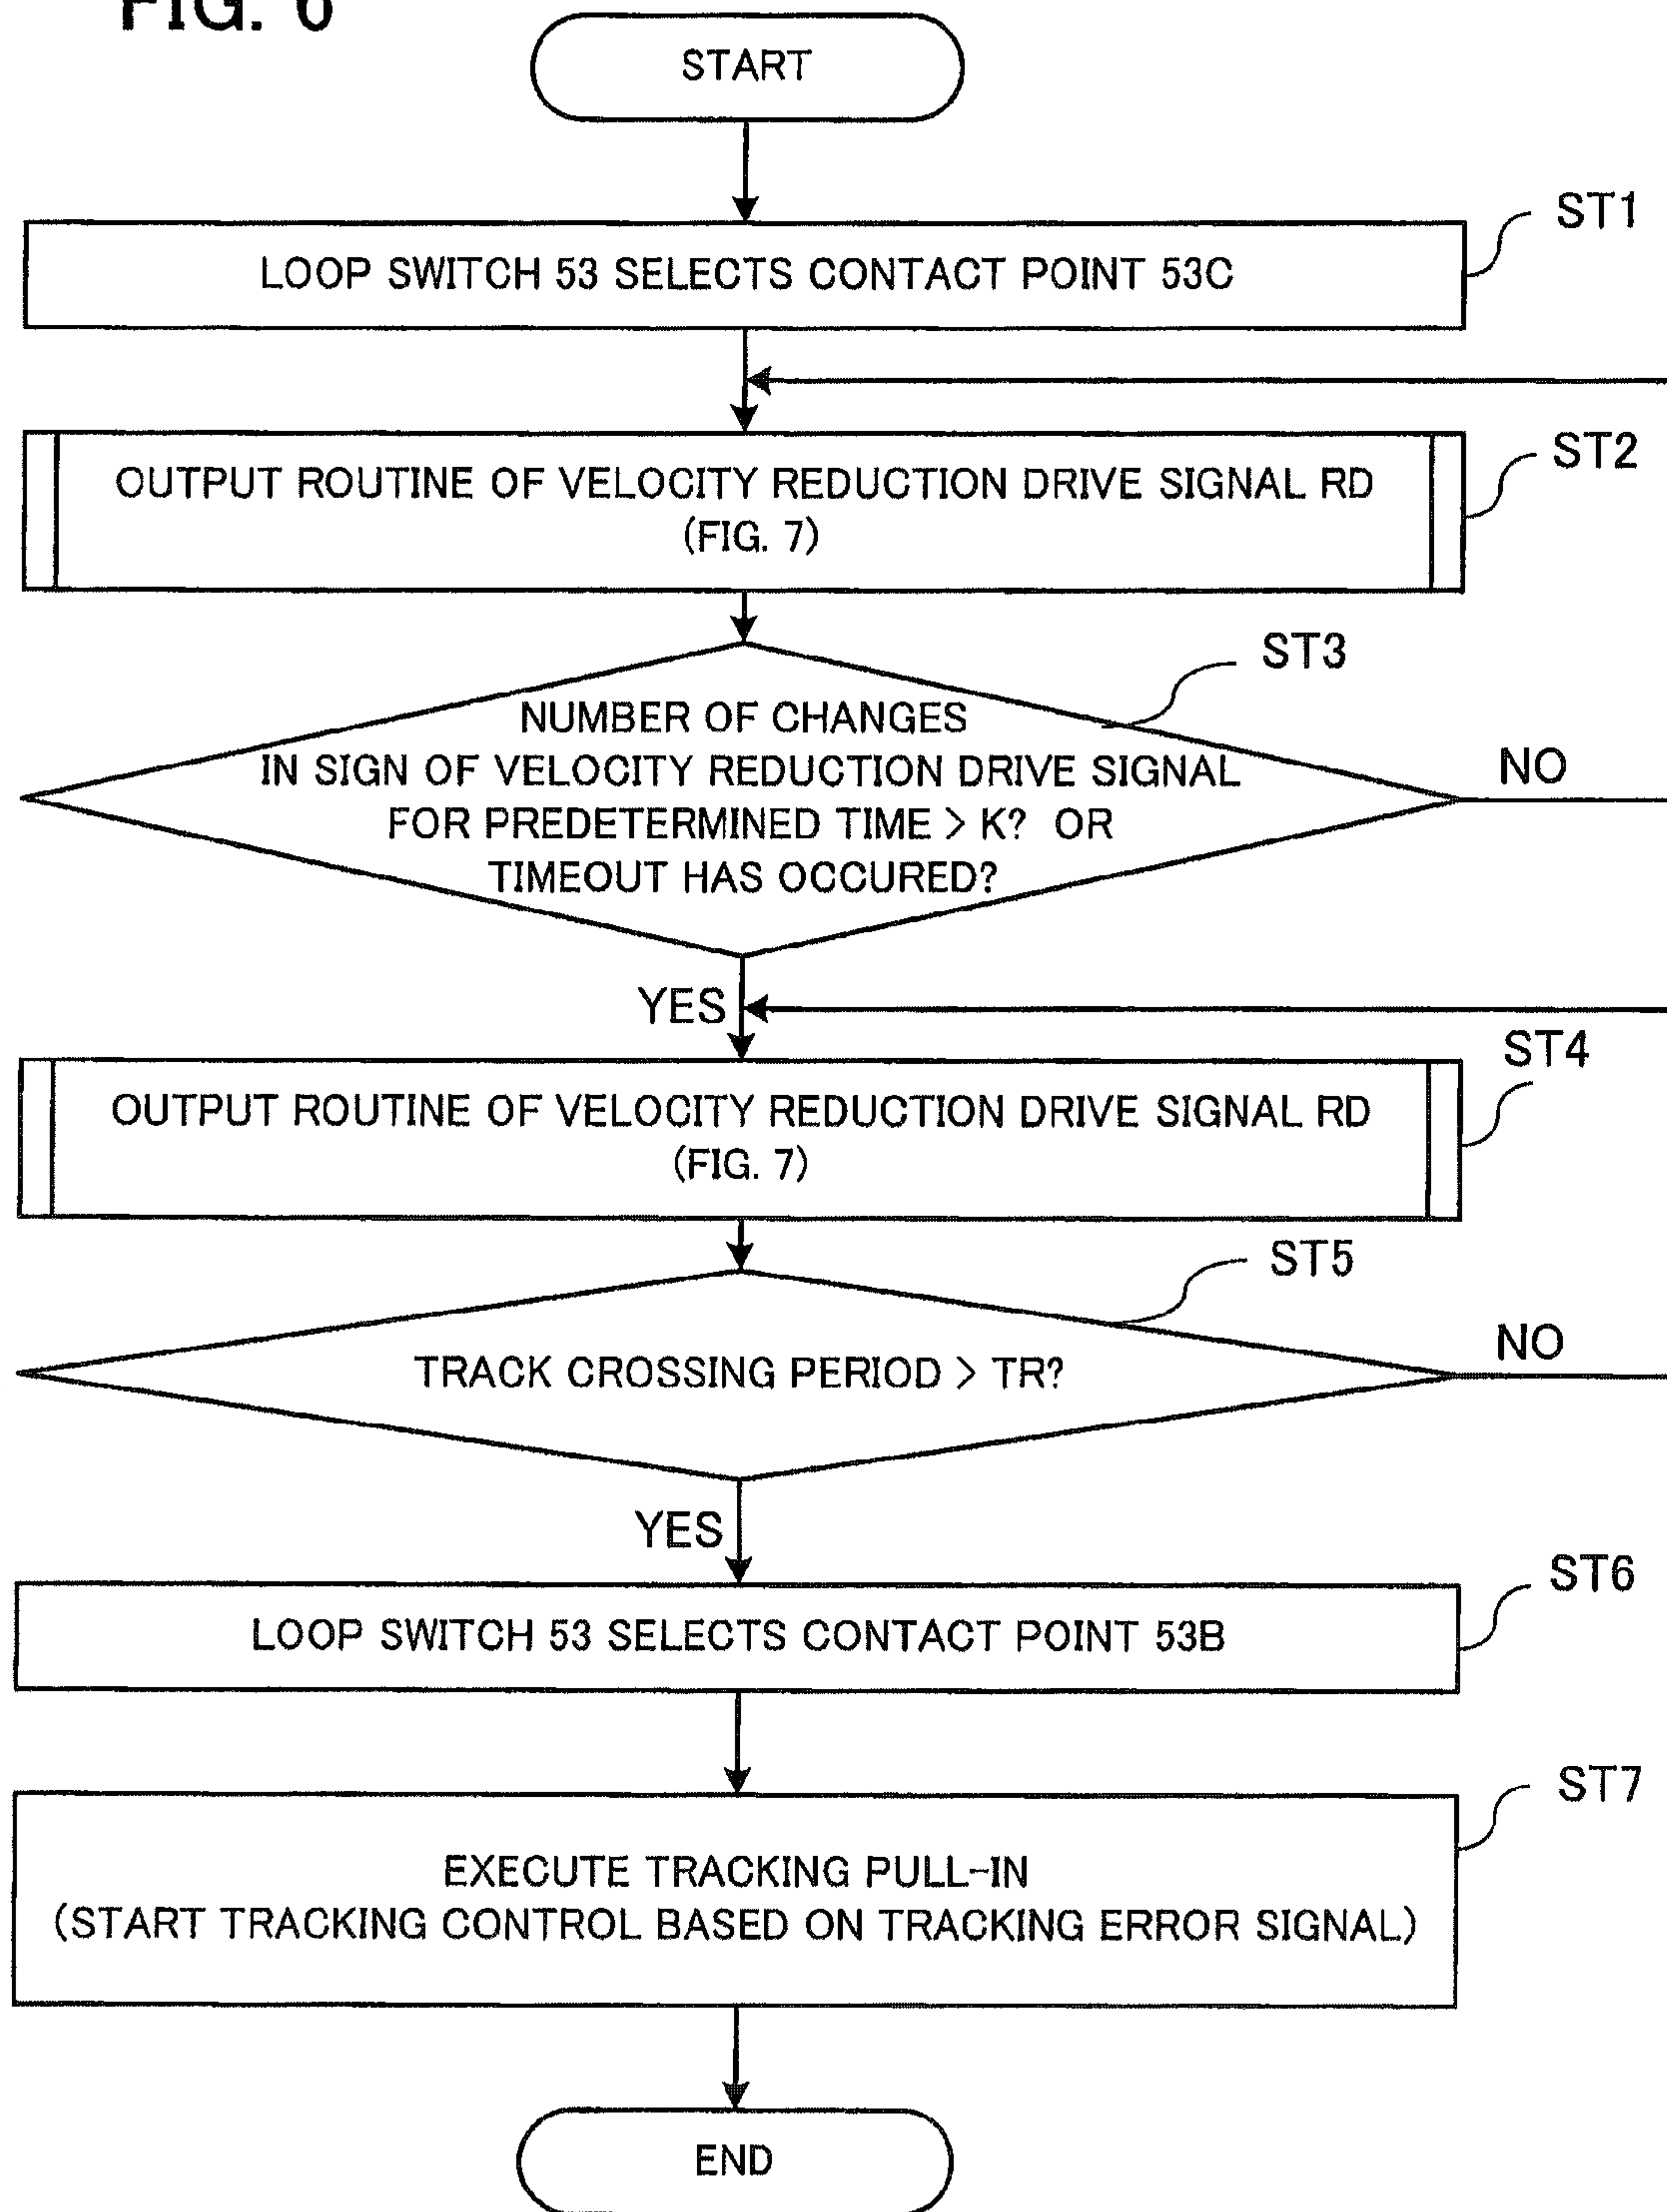 FIG. 6
START
ST1
LOOP SWITCH 53 SELECTS CONTACT POINT 53C
ST2
OUTPUT ROUTINE OF VELOCITY REDUCTION DRIVE SIGNAL RD
(FIG. 7)
ST3
NUMBER OF CHANGES
IN SIGN OF VELOCITY REDUCTION DRIVE SIGNAL
FOR PREDETERMINED TIME > K? OR
TIMEOUT HAS OCCURED?
NO
YES
ST4
OUTPUT ROUTINE OF VELOCITY REDUCTION DRIVE SIGNAL RD
(FIG. 7)
ST5
TRACK CROSSING PERIOD > TR?
NO
YES
ST6
LOOP SWITCH 53 SELECTS CONTACT POINT 53B
ST7
EXECUTE TRACKING PULL-IN
(START TRACKING CONTROL BASED ON TRACKING ERROR SIGNAL)
END